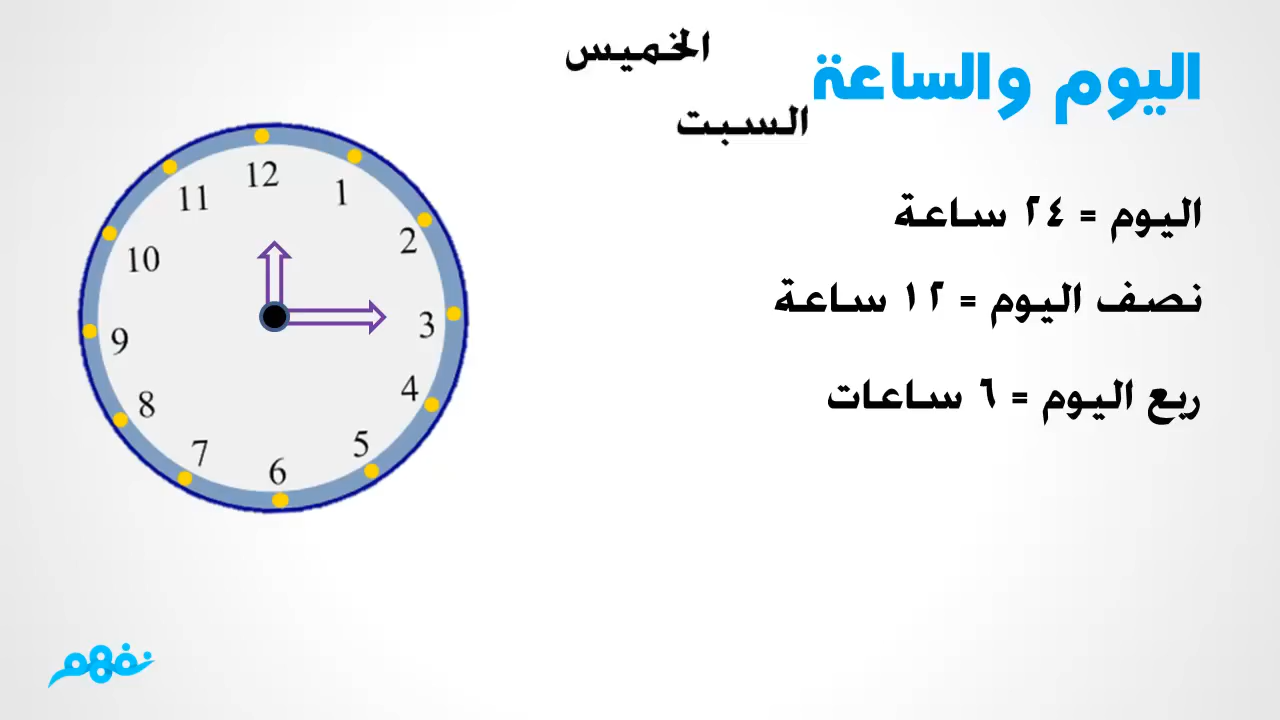 الخميس
اليوم والساعة
السبت
اليوم = ٢٤ ساعة
نصف اليوم = ١٢ ساعة
ربع اليوم = ٦ ساعات
12
1
2
3
4
5
6
7
8
9
10
11
نفهم